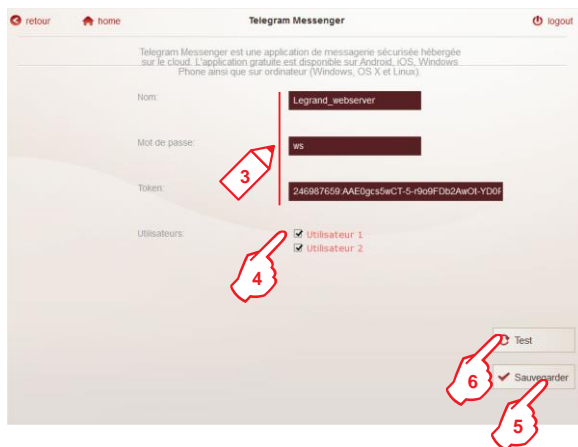 retour
home
Telegram Messenger
logout
Telegram Messenger est une application de messagerie sécurisée hébergée
sur le cloud. L'application gratuite est disponible sur Android, iOS, Windows
Phone ainsi que sur ordinateur (Windows, OS X et Linux).
Nom:
Legrand_webserver
Mot de passe:
ws
3
Token:
246987659:AAE0gcs5wCT-5-r9o9FDb2AwOt-YD0F
Utilisateurs:
Utilisateur 1
Utilisateur 2
4
Test
6
Sauvegarder
5